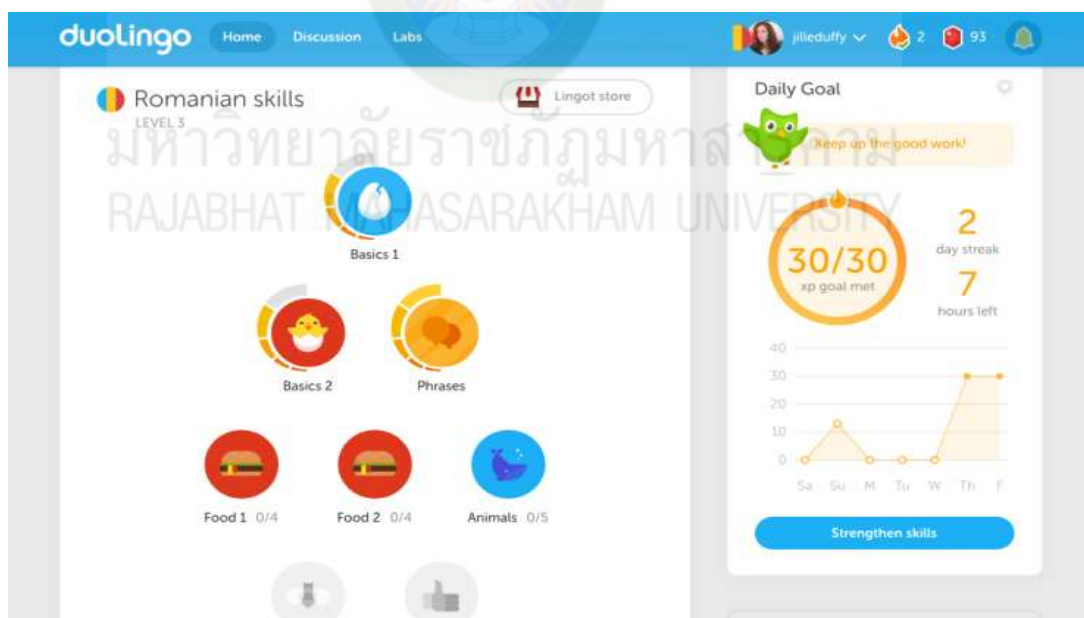 duolingo Home Discussion Labs jilleduffy 2 93
Romanian skills
LEVEL 3
Lingot store
มหาวิทยาลัยราชภัฏมหาสารคาม
RAJABHAT MAHASARAKHAM UNIVERSITY
Basics 1
Basics 2 Phrases
Food 1 0/4 Food 2 0/4 Animals 0/5
Daily Goal
Keep up the good work!
30/30
xp goal met
2
day streak
7
hours left
40
30
20
10
0
Sa Su M Tu W Th F
Strengthen skills